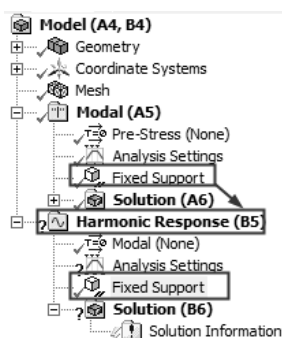 Model (A4, B4)
Geometry
Coordinate Systems
Mesh
Modal (A5)
Pre-Stress (None)
Analysis Settings
Fixed Support
Solution (A6)
Harmonic Response (B5)
Modal (None)
Analysis Settings
Fixed Support
Solution (B6)
Solution Information